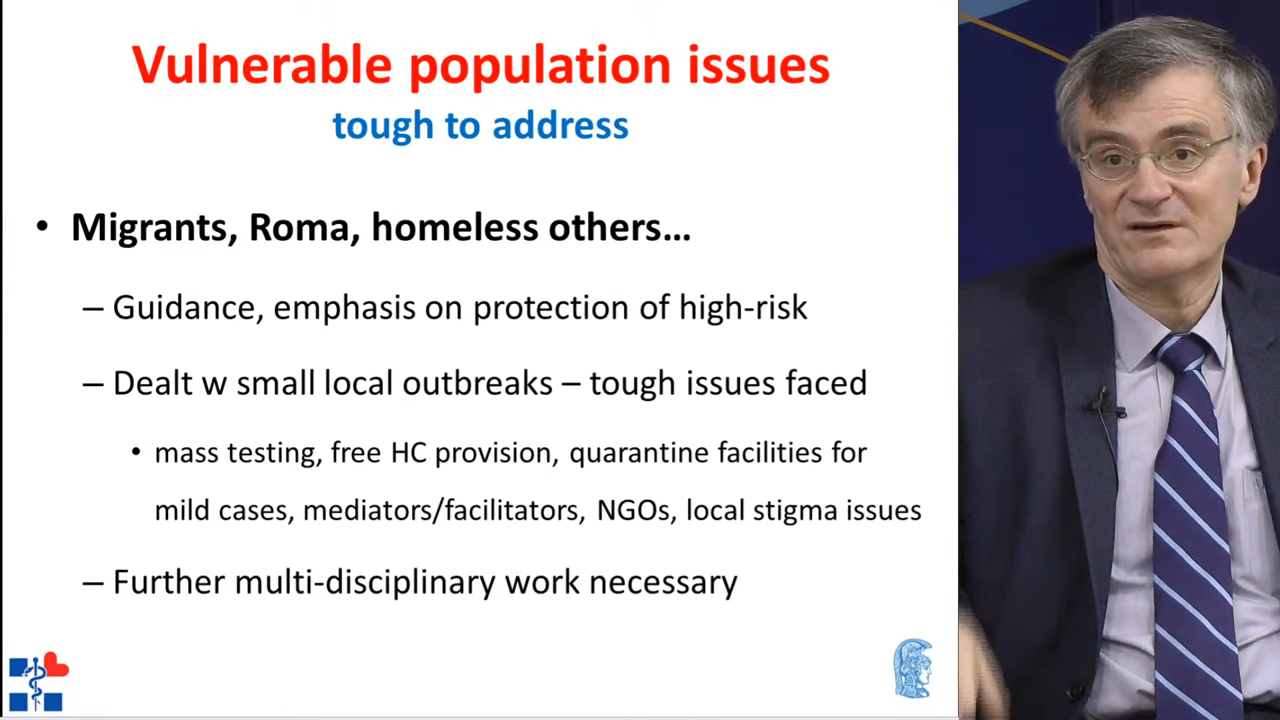 Vulnerable population issues
tough to address
• Migrants, Roma, homeless others…
– Guidance, emphasis on protection of high-risk
– Dealt w small local outbreaks – tough issues faced
• mass testing, free HC provision, quarantine facilities for
mild cases, mediators/facilitators, NGOs, local stigma issues
– Further multi-disciplinary work necessary